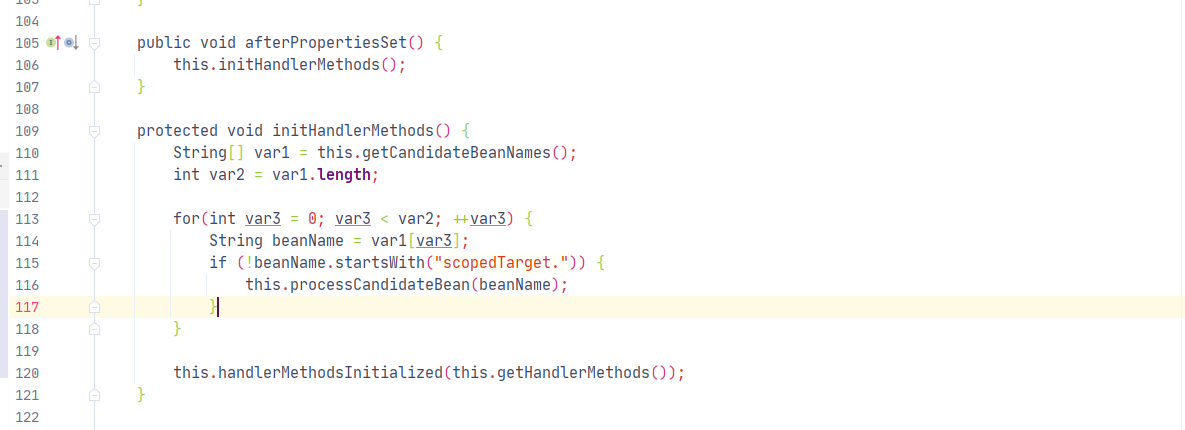 103 }
104
105 public void afterPropertiesSet() {
106 this.initHandlerMethods();
107 }
108
109 protected void initHandlerMethods() {
110 String[] var1 = this.getCandidateBeanNames();
111 int var2 = var1.length;
112
113 for(int var3 = 0; var3 < var2; ++var3) {
114 String beanName = var1[var3];
115 if (!beanName.startsWith("scopedTarget.")) {
116 this.processCandidateBean(beanName);
117 }
118 }
119
120 this.handlerMethodsInitialized(this.getHandlerMethods());
121 }
122